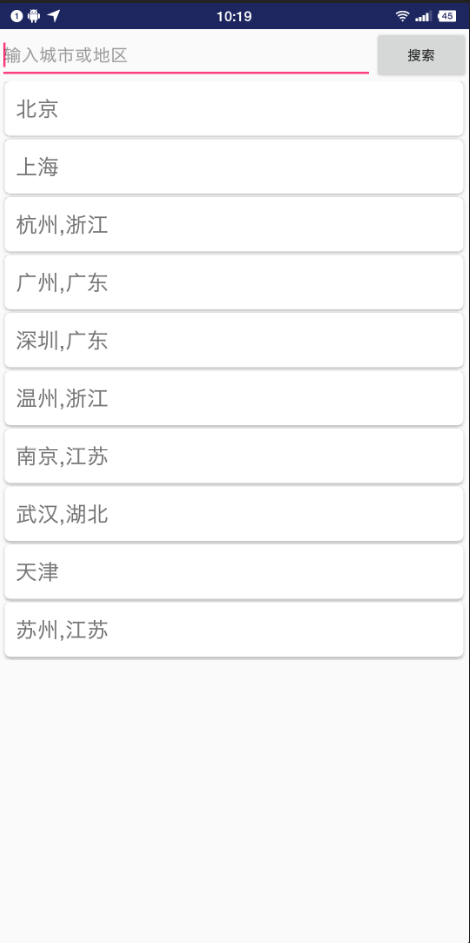 1 10:19 45
输入城市或地区 搜索
北京
上海
杭州,浙江
广州,广东
深圳,广东
温州,浙江
南京,江苏
武汉,湖北
天津
苏州,江苏